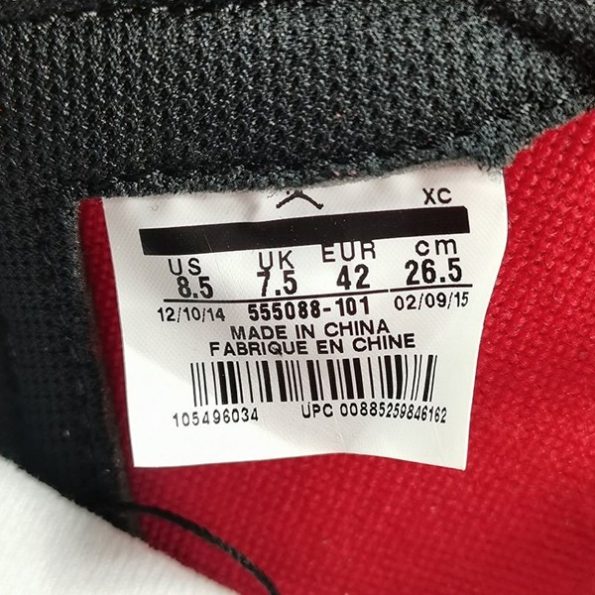 XC
US UK EUR cm
8.5 7.5 42 26.5
12/10/14 555088-101 02/09/15
MADE IN CHINA
FABRIQUE EN CHINE
105496034 UPC 00885259846162